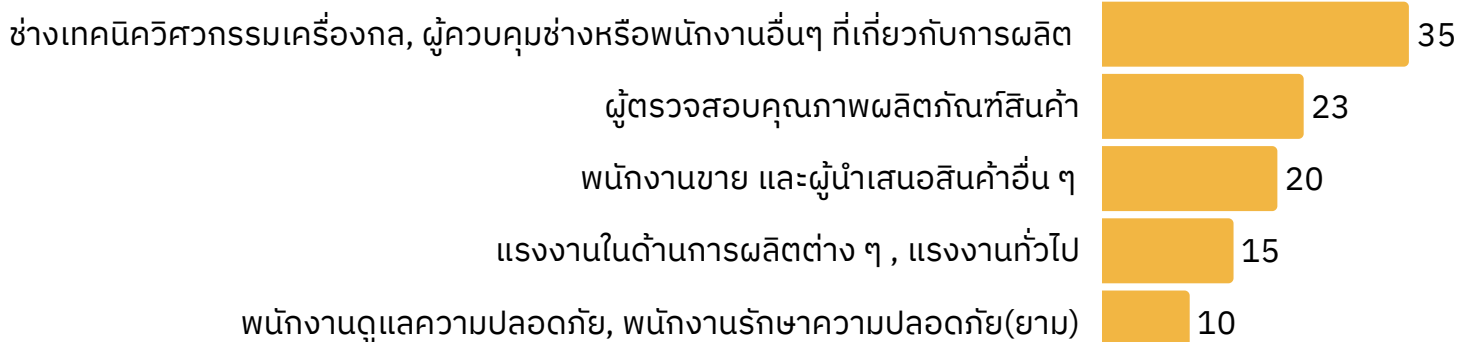 ช่างเทคนิควิศวกรรมเครื่องกล, ผู้ควบคุมช่างหรือพนักงานอื่นๆ ที่เกี่ยวกับการผลิต 35
ผู้ตรวจสอบคุณภาพผลิตภัณฑ์สินค้า 23
พนักงานขาย และผู้นำเสนอสินค้าอื่น ๆ 20
แรงงานในด้านการผลิตต่าง ๆ , แรงงานทั่วไป 15
พนักงานดูแลความปลอดภัย, พนักงานรักษาความปลอดภัย(ยาม) 10